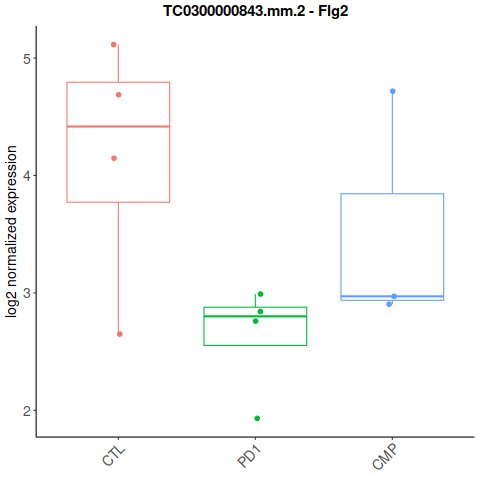 TC0300000843.mm.2 - Flg2
log2 normalized expression
5
4
3
2
CTL
PD1
CMP